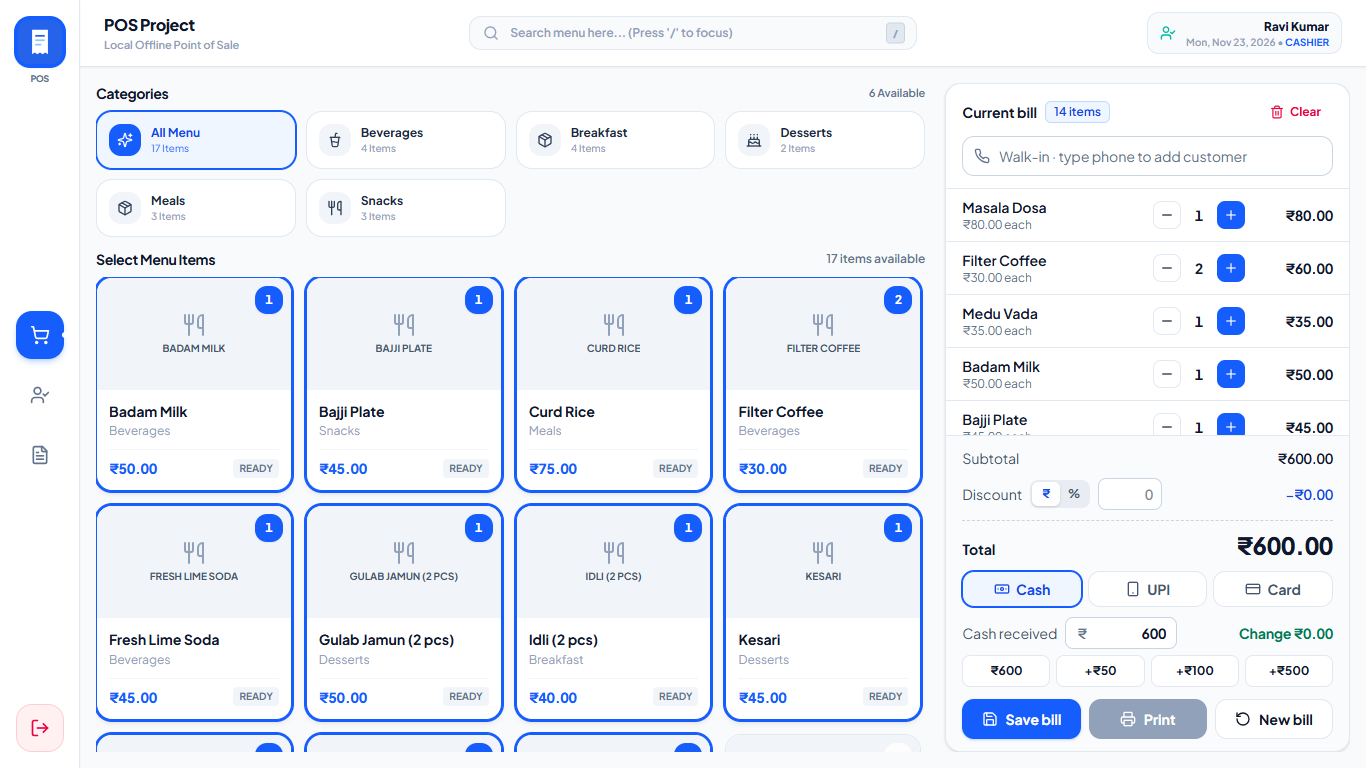 POS Project
Local Offline Point of Sale
Search menu here... (Press '/' to focus)
/
Ravi Kumar
Mon, Nov 23, 2026 • CASHIER
POS
Categories
6 Available
All Menu
17 Items
Beverages
4 Items
Breakfast
4 Items
Desserts
2 Items
Meals
3 Items
Snacks
3 Items
Select Menu Items
17 items available
1
BADAM MILK
Badam Milk
Beverages
₹50.00
READY
1
BAJJI PLATE
Bajji Plate
Snacks
₹45.00
READY
1
CURD RICE
Curd Rice
Meals
₹75.00
READY
2
FILTER COFFEE
Filter Coffee
Beverages
₹30.00
READY
1
FRESH LIME SODA
Fresh Lime Soda
Beverages
₹45.00
READY
1
GULAB JAMUN (2 PCS)
Gulab Jamun (2 pcs)
Desserts
₹50.00
READY
1
IDLI (2 PCS)
Idli (2 pcs)
Breakfast
₹40.00
READY
1
KESARI
Kesari
Desserts
₹45.00
READY
Current bill
14 items
Clear
Walk-in · type phone to add customer
Masala Dosa
₹80.00 each
1
₹80.00
Filter Coffee
₹30.00 each
2
₹60.00
Medu Vada
₹35.00 each
1
₹35.00
Badam Milk
₹50.00 each
1
₹50.00
Bajji Plate
1
₹45.00
Subtotal
₹600.00
Discount
₹
%
0
−₹0.00
Total
₹600.00
Cash
UPI
Card
Cash received
₹
600
Change ₹0.00
₹600
+₹50
+₹100
+₹500
Save bill
Print
New bill